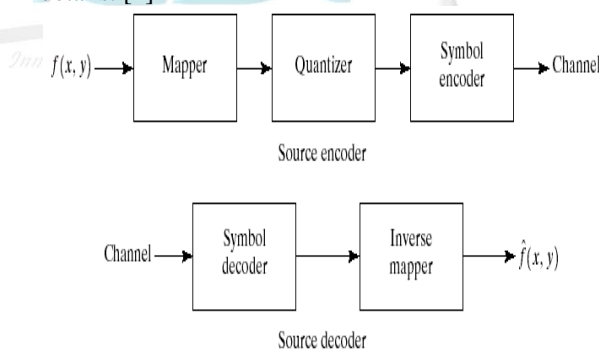 f(x, y) Mapper Quantizer Symbol encoder Channel
Source encoder
Channel Symbol decoder Inverse mapper f̂(x, y)
Source decoder